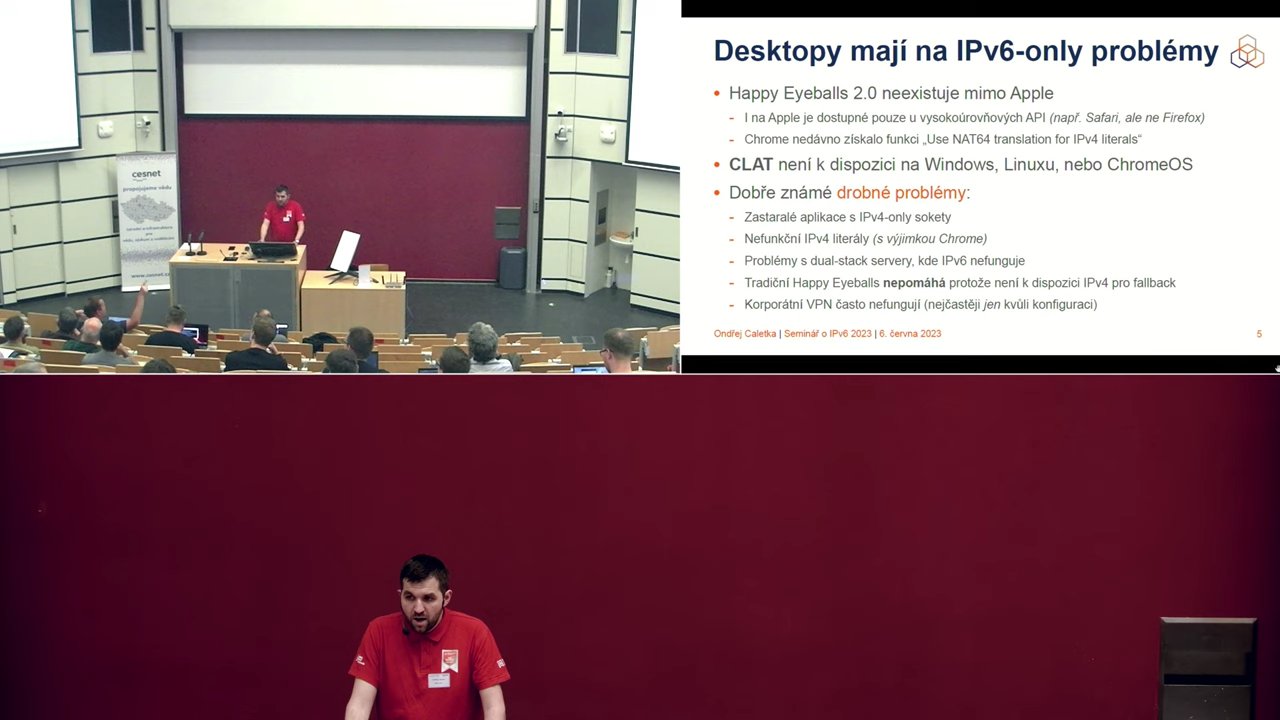 cesnet
propojujeme vědu
www.cesnet.cz
Desktopy mají na IPv6-only problémy
• Happy Eyeballs 2.0 neexistuje mimo Apple
- I na Apple je dostupné pouze u vysokoúrovňových API (např. Safari, ale ne Firefox)
- Chrome nedávno získalo funkci „Use NAT64 translation for IPv4 literals“
• CLAT není k dispozici na Windows, Linuxu, nebo ChromeOS
• Dobře známé drobné problémy:
- Zastaralé aplikace s IPv4-only sokety
- Nefunkční IPv4 literály (s výjimkou Chrome)
- Problémy s dual-stack servery, kde IPv6 nefunguje
- Tradiční Happy Eyeballs nepomáhá protože není k dispozici IPv4 pro fallback
- Korporátní VPN často nefungují (nejčastěji jen kvůli konfiguraci)
Ondřej Caletka | Seminář o IPv6 2023 | 6. června 2023
5